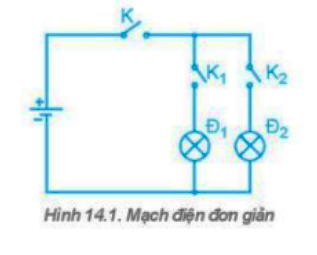 K
K₁ K₂
Đ₁ Đ₂
Hình 14.1. Mạch điện đơn giản